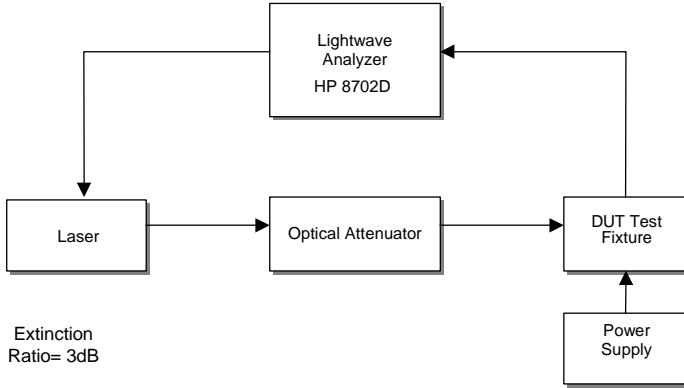 Lightwave
Analyzer
HP 8702D
Laser
Optical Attenuator
DUT Test
Fixture
Extinction
Ratio= 3dB
Power
Supply